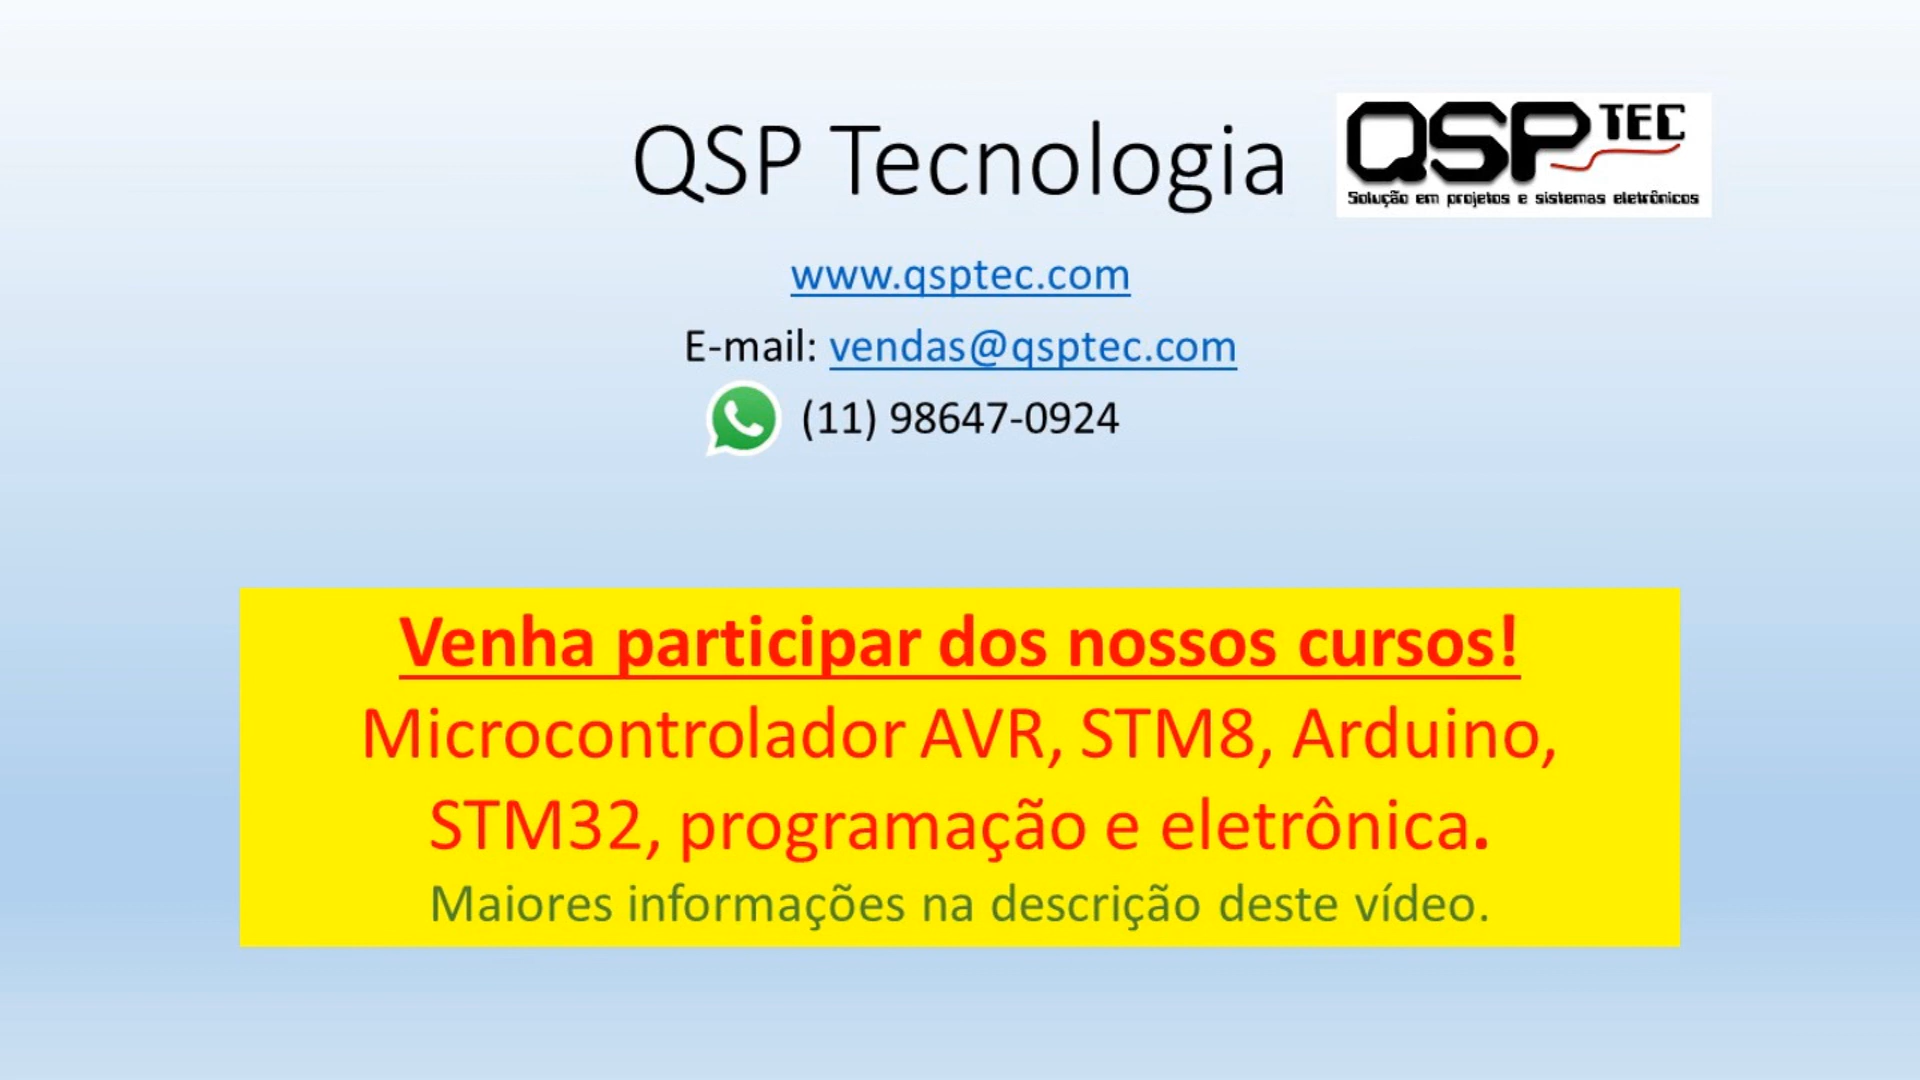 QSP Tecnologia
QSP TEC
Solução em projetos e sistemas eletrônicos
www.qsptec.com
E-mail: vendas@qsptec.com
(11) 98647-0924
Venha participar dos nossos cursos!
Microcontrolador AVR, STM8, Arduino,
STM32, programação e eletrônica.
Maiores informações na descrição deste vídeo.